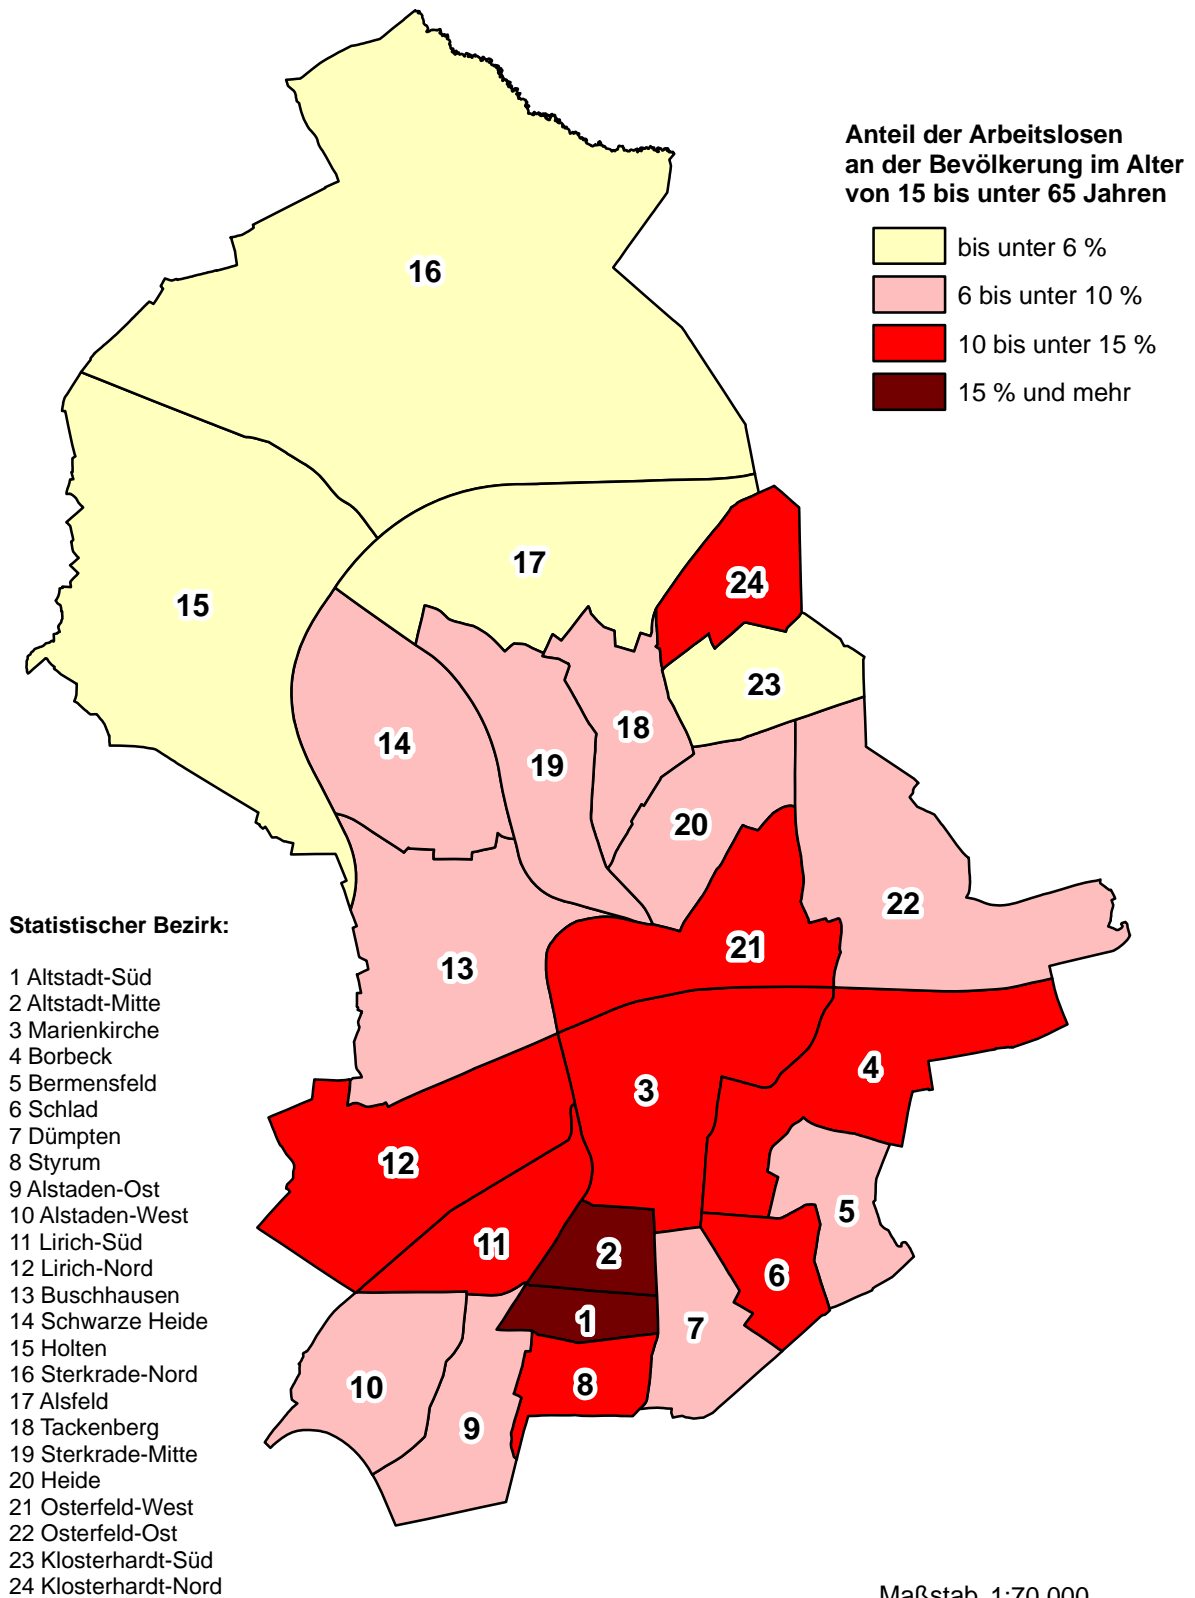 Anteil der Arbeitslosen
an der Bevölkerung im Alter
von 15 bis unter 65 Jahren
bis unter 6 %
6 bis unter 10 %
10 bis unter 15 %
15 % und mehr
16
17
15
24
23
14
19
18
20
22
21
13
3
4
12
5
11
2
6
1
7
8
10
9
Statistischer Bezirk:
1 Altstadt-Süd
2 Altstadt-Mitte
3 Marienkirche
4 Borbeck
5 Bermensfeld
6 Schlad
7 Dümpten
8 Styrum
9 Alstaden-Ost
10 Alstaden-West
11 Lirich-Süd
12 Lirich-Nord
13 Buschhausen
14 Schwarze Heide
15 Holten
16 Sterkrade-Nord
17 Alsfeld
18 Tackenberg
19 Sterkrade-Mitte
20 Heide
21 Osterfeld-West
22 Osterfeld-Ost
23 Klosterhardt-Süd
24 Klosterhardt-Nord
Maßstab 1:70 000